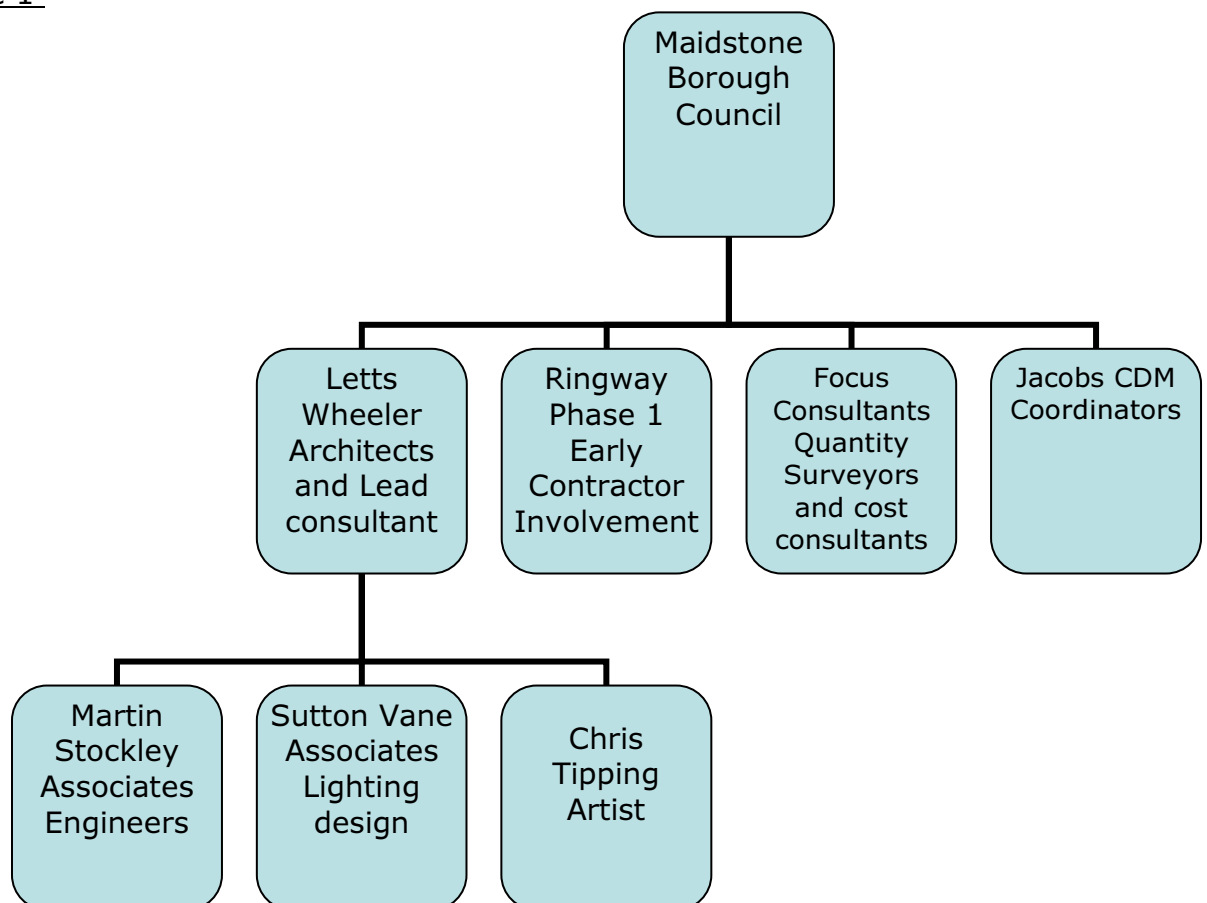 Maidstone
Borough
Council
Letts
Wheeler
Architects
and Lead
consultant
Ringway
Phase 1
Early
Contractor
Involvement
Focus
Consultants
Quantity
Surveyors
and cost
consultants
Jacobs CDM
Coordinators
Martin
Stockley
Associates
Engineers
Sutton Vane
Associates
Lighting
design
Chris
Tipping
Artist